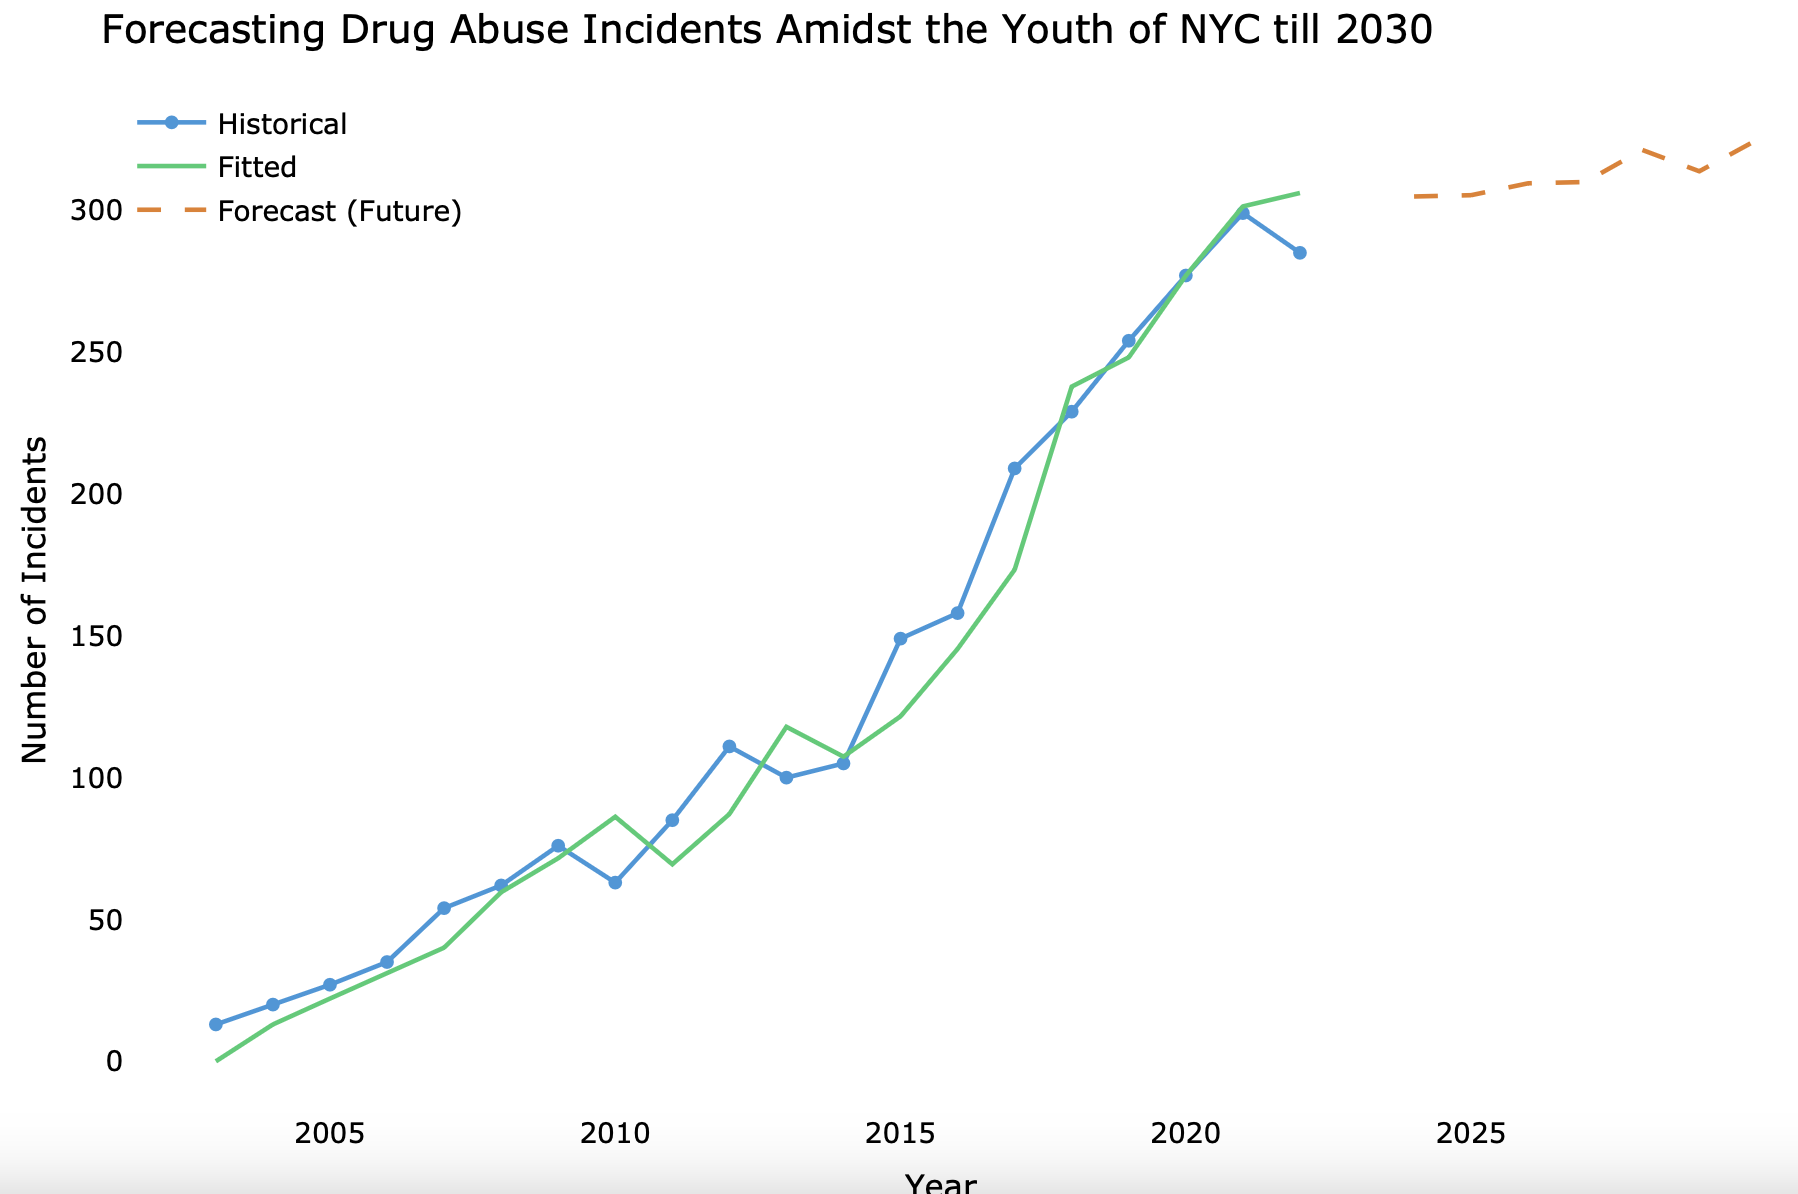 Forecasting Drug Abuse Incidents Amidst the Youth of NYC till 2030
Historical
Fitted
Forecast (Future)
300
250
200
150
100
50
0
Number of Incidents
2005 2010 2015 2020 2025
Year